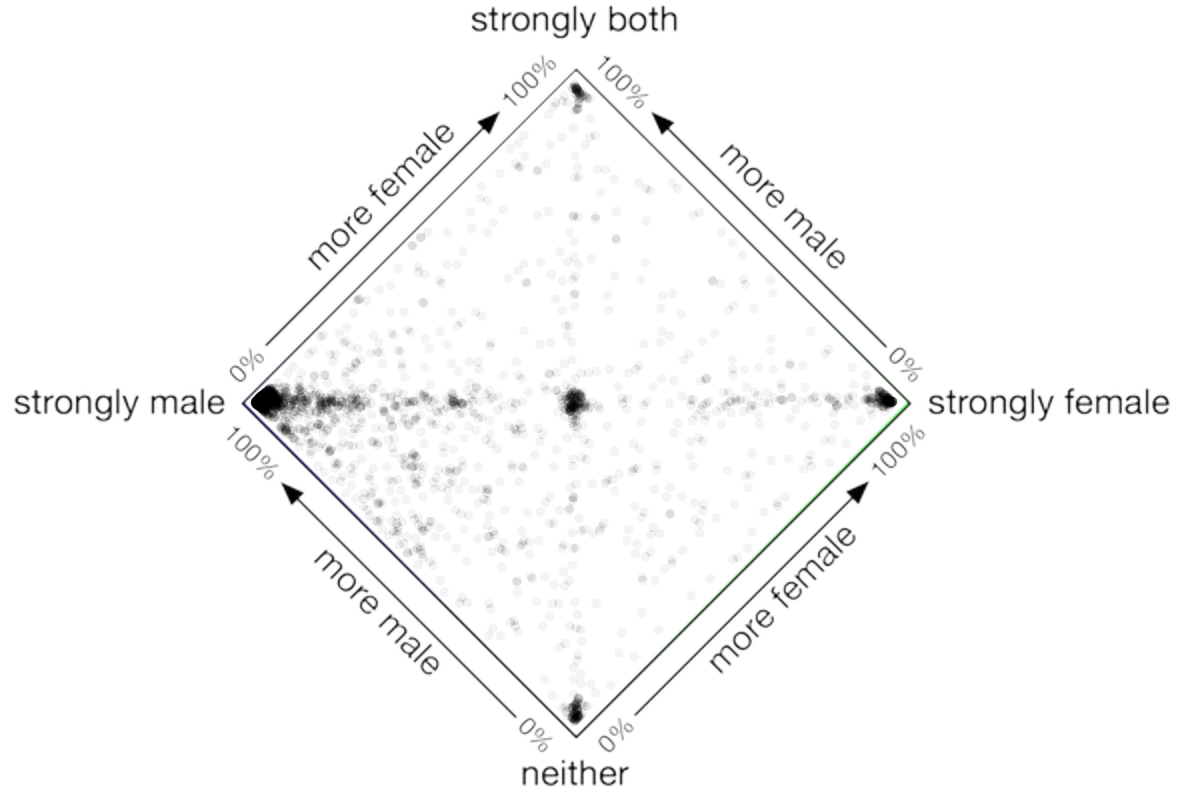 strongly both
100%
100%
more female
more male
0%
0%
strongly male
strongly female
100%
100%
more male
more female
0%
0%
neither